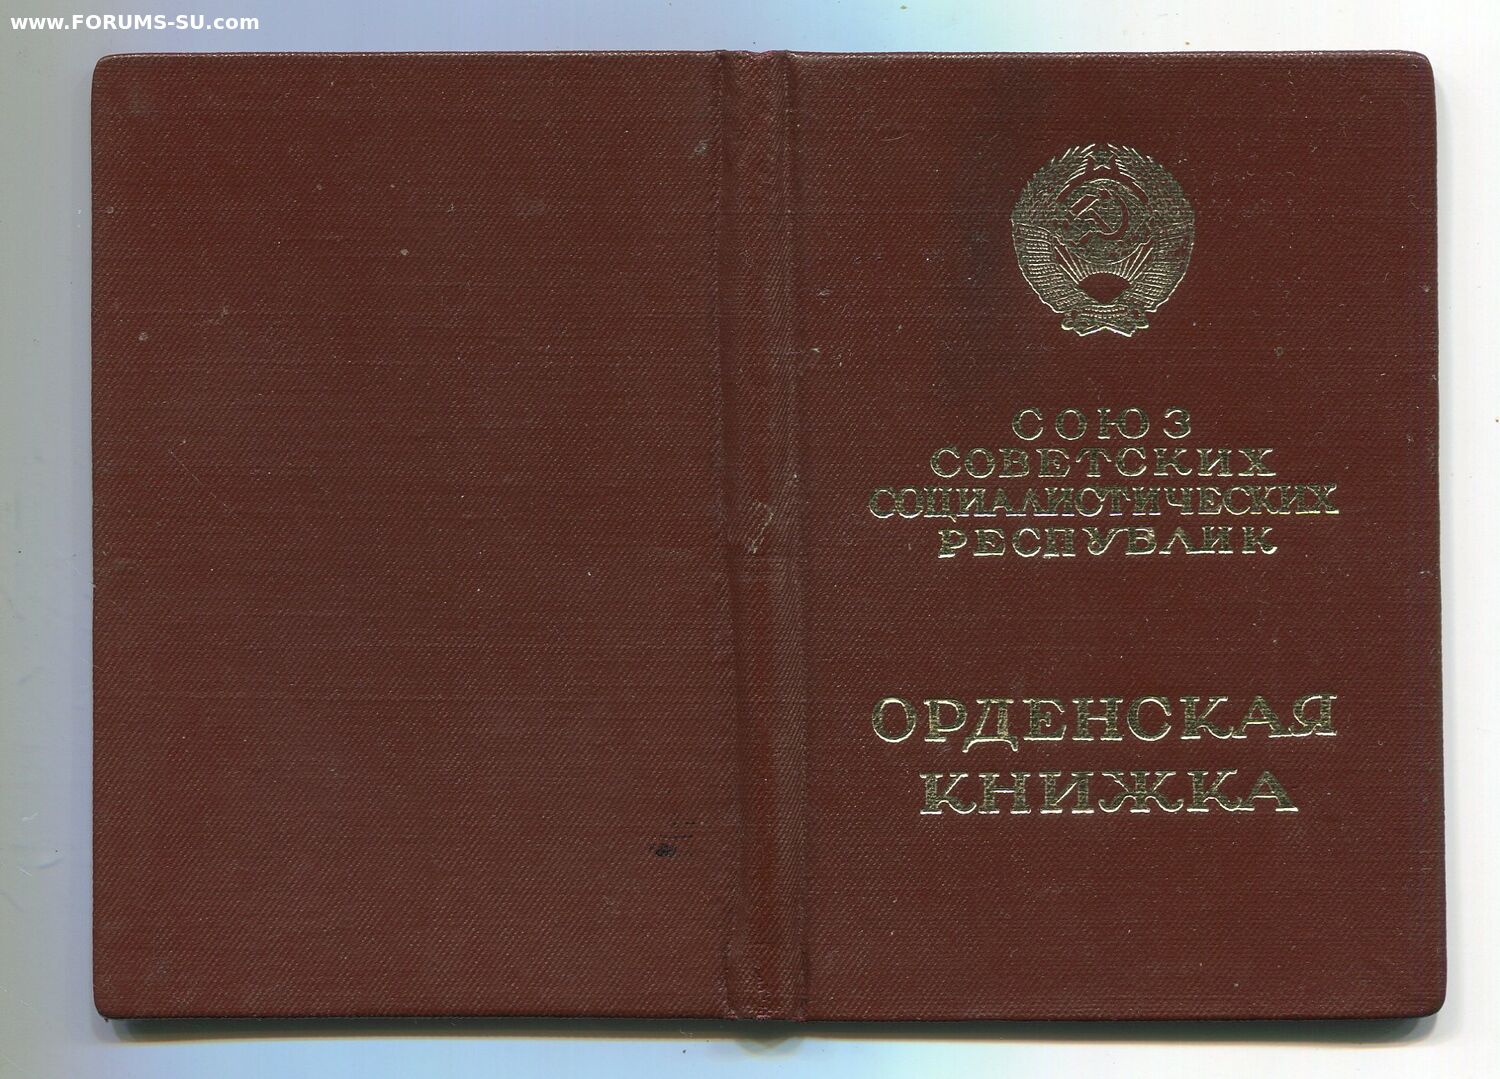 www.FORUMS-SU.com
СОЮЗ
СОВЕТСКИХ
СОЦИАЛИСТИЧЕСКИХ
РЕСПУБЛИК
ОРДЕНСКАЯ
КНИЖКА